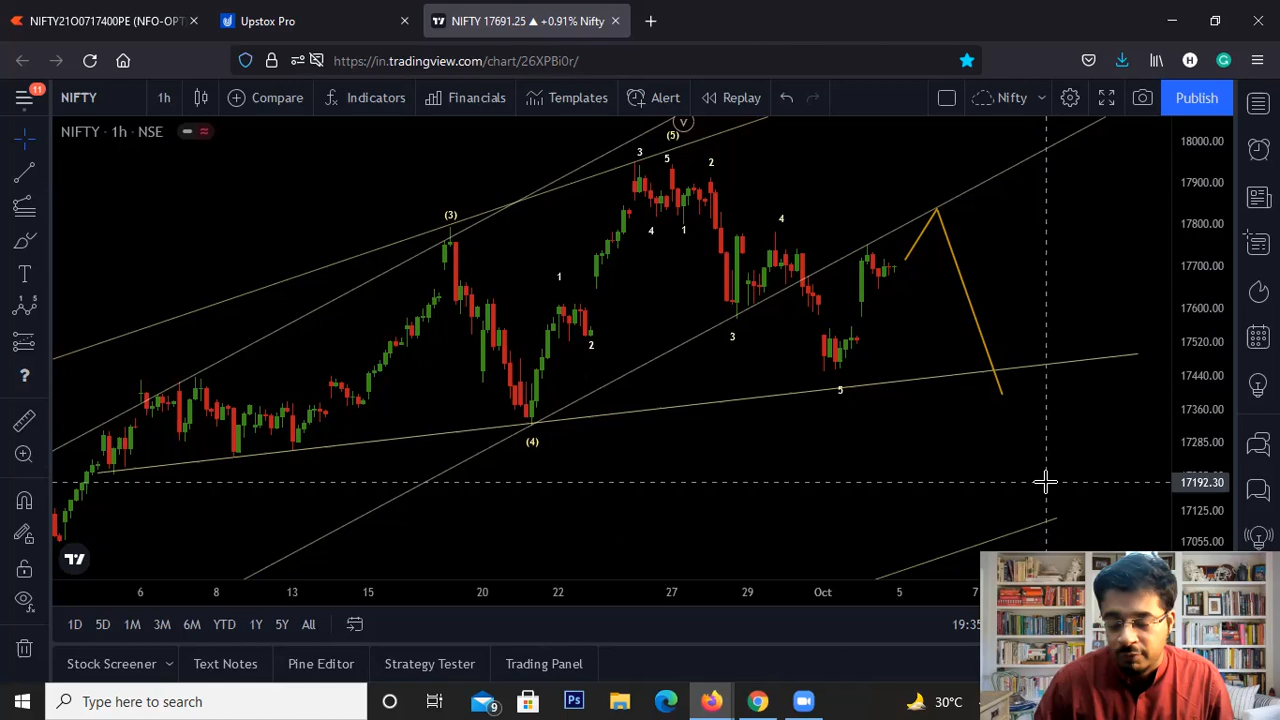 NIFTY21O0717400PE (NFO-OPT
Upstox Pro
NIFTY 17691.25 ▲ +0.91% Nifty
https://in.tradingview.com/chart/26XPBi0r/
11
NIFTY
1h
Compare
Indicators
Financials
Templates
Alert
Replay
Nifty
Publish
NIFTY · 1h · NSE
V
(5)
3
5
2
4
1
(3)
4
1
2
3
5
(4)
18000.00
17900.00
17800.00
17700.00
17600.00
17520.00
17440.00
17360.00
17285.00
17192.30
17125.00
17055.00
6
8
13
15
20
22
27
29
Oct
5
7
1D
5D
1M
3M
6M
YTD
1Y
5Y
All
19:35
Stock Screener
Text Notes
Pine Editor
Strategy Tester
Trading Panel
Type here to search
9
Ps
30°C